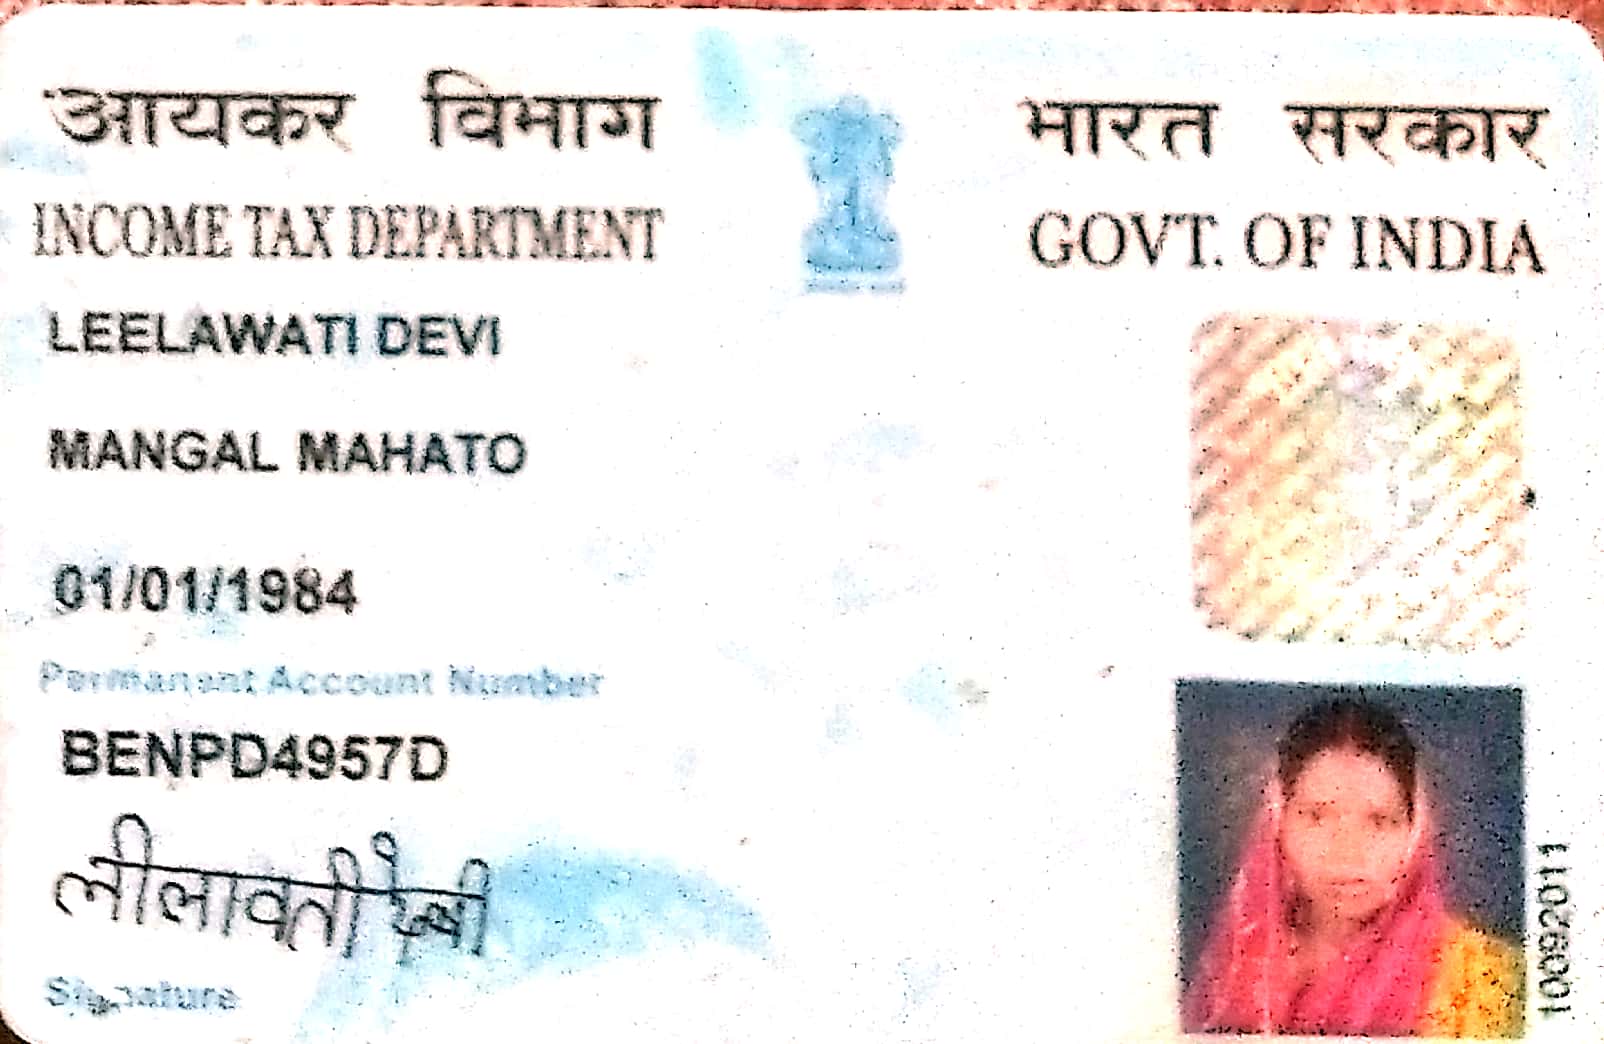 आयकर विभाग
भारत सरकार
INCOME TAX DEPARTMENT
GOVT. OF INDIA
LEELAWATI DEVI
MANGAL MAHATO
01/01/1984
Permanent Account Number
BENPD4957D
लीलावती देवी
Signature